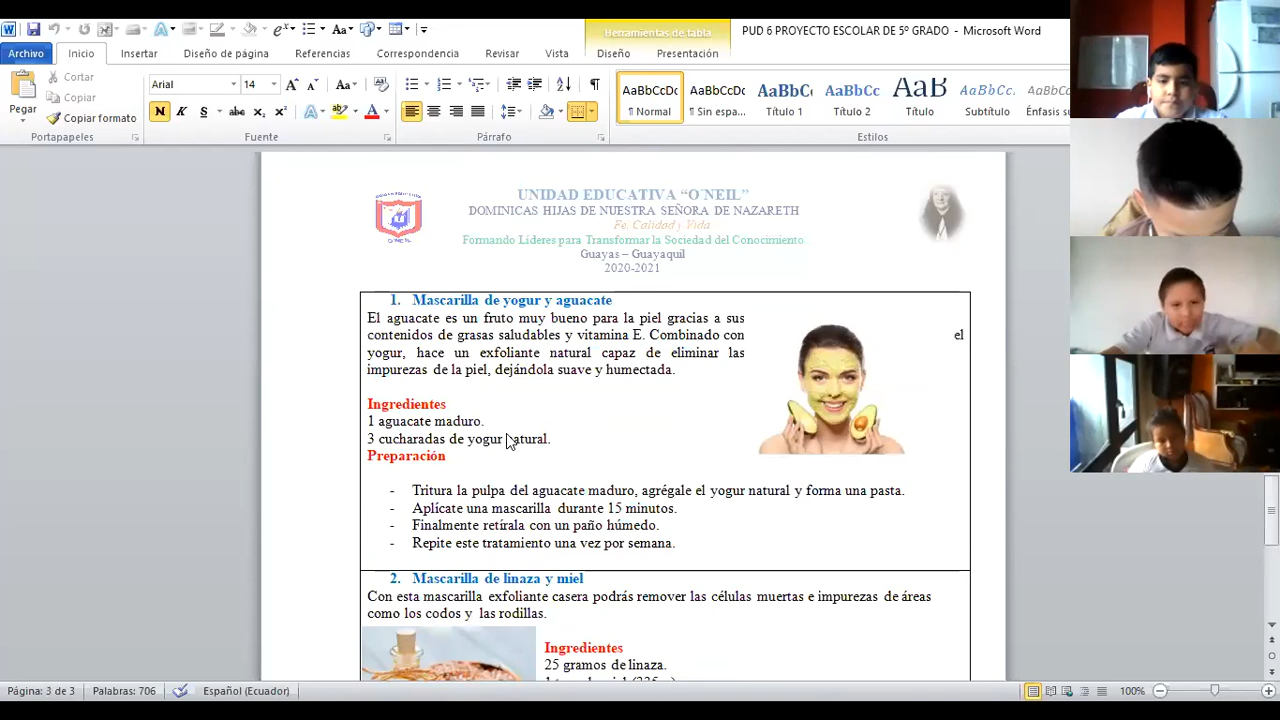 PUD 6 PROYECTO ESCOLAR DE 5º GRADO - Microsoft Word
Herramientas de tabla
Archivo Inicio Insertar Diseño de página Referencias Correspondencia Revisar Vista Diseño Presentación
Pegar
Cortar
Copiar
Copiar formato
Portapapeles
Arial 14
Fuente
Párrafo
AaBbCcDc AaBbCcDc AaBbC AaBbCc AaB AaBbCc. AaBbCc
¶ Normal ¶ Sin espa... Título 1 Título 2 Título Subtítulo Énfasis su
Estilos
UNIDAD EDUCATIVA “O´NEIL”
DOMINICAS HIJAS DE NUESTRA SEÑORA DE NAZARETH
Fe, Calidad y Vida
Formando Líderes para Transformar la Sociedad del Conocimiento
Guayas – Guayaquil
2020-2021
1. Mascarilla de yogur y aguacate
El aguacate es un fruto muy bueno para la piel gracias a sus
contenidos de grasas saludables y vitamina E. Combinado con el
yogur, hace un exfoliante natural capaz de eliminar las
impurezas de la piel, dejándola suave y humectada.
Ingredientes
1 aguacate maduro.
3 cucharadas de yogur natural.
Preparación
- Tritura la pulpa del aguacate maduro, agrégale el yogur natural y forma una pasta.
- Aplícate una mascarilla durante 15 minutos.
- Finalmente retírala con un paño húmedo.
- Repite este tratamiento una vez por semana.
2. Mascarilla de linaza y miel
Con esta mascarilla exfoliante casera podrás remover las células muertas e impurezas de áreas
como los codos y las rodillas.
Ingredientes
25 gramos de linaza.
Página: 3 de 3 Palabras: 706 Español (Ecuador) 100%